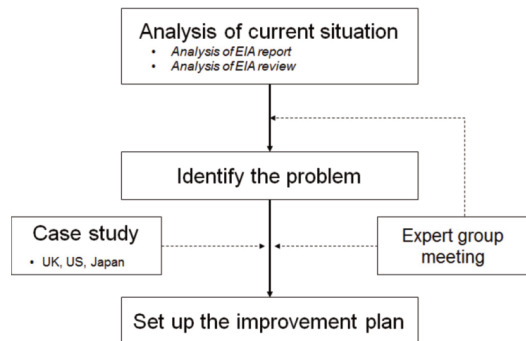 Analysis of current situation
• Analysis of EIA report
• Analysis of EIA review
Identify the problem
Case study
• UK, US, Japan
Expert group
meeting
Set up the improvement plan